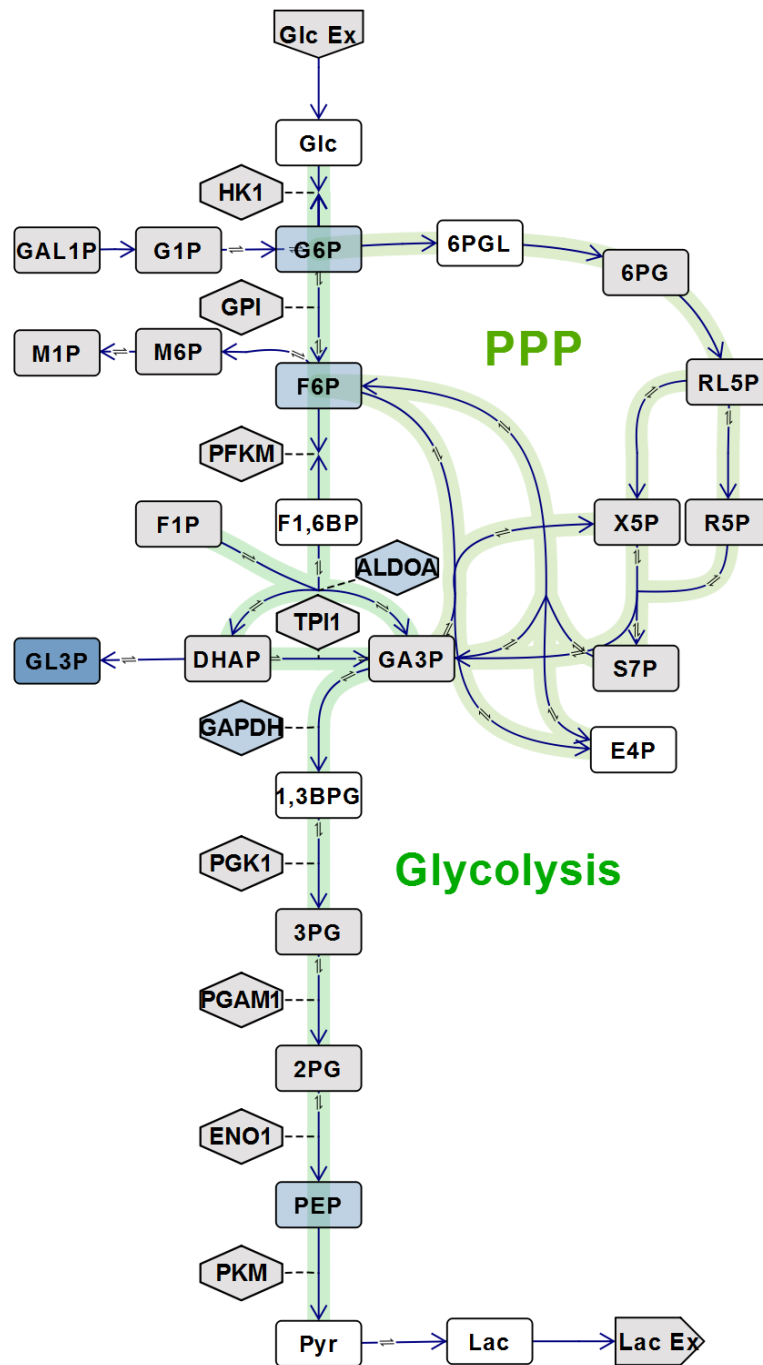 Glc Ex
Glc
HK1
GAL1P
G1P
G6P
6PGL
6PG
GPI
PPP
M1P
M6P
F6P
RL5P
PFKM
F1P
F1,6BP
X5P
R5P
ALDOA
TPI1
GL3P
DHAP
GA3P
S7P
GAPDH
E4P
1,3BPG
PGK1
Glycolysis
3PG
PGAM1
2PG
ENO1
PEP
PKM
Pyr
Lac
Lac Ex